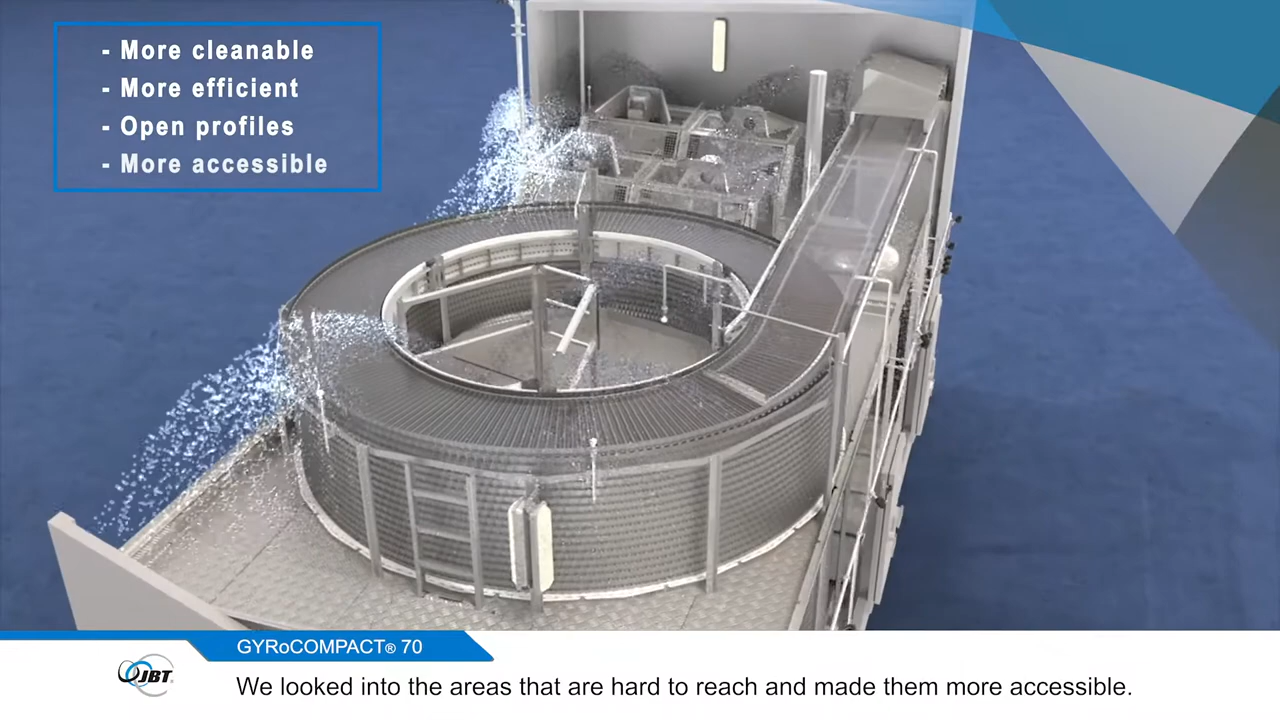 - More cleanable
- More efficient
- Open profiles
- More accessible
GYRoCOMPACT® 70
JBT
We looked into the areas that are hard to reach and made them more accessible.